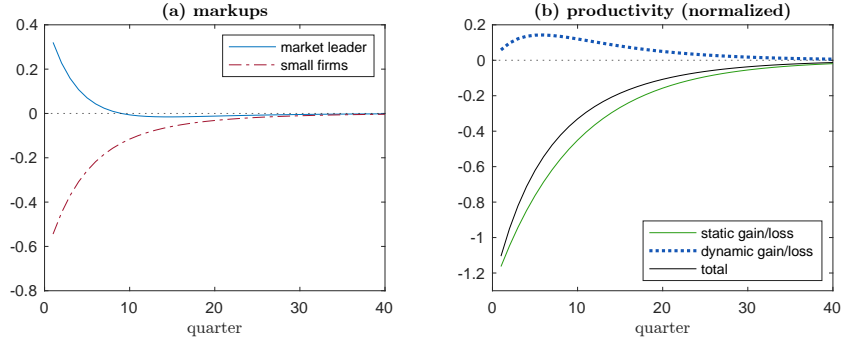 (a) markups
0.4
0.2
0
-0.2
-0.4
-0.6
-0.8
0
10
20
30
40
quarter
market leader
small firms
(b) productivity (normalized)
0.2
0
-0.2
-0.4
-0.6
-0.8
-1
-1.2
0
10
20
30
40
quarter
static gain/loss
dynamic gain/loss
total